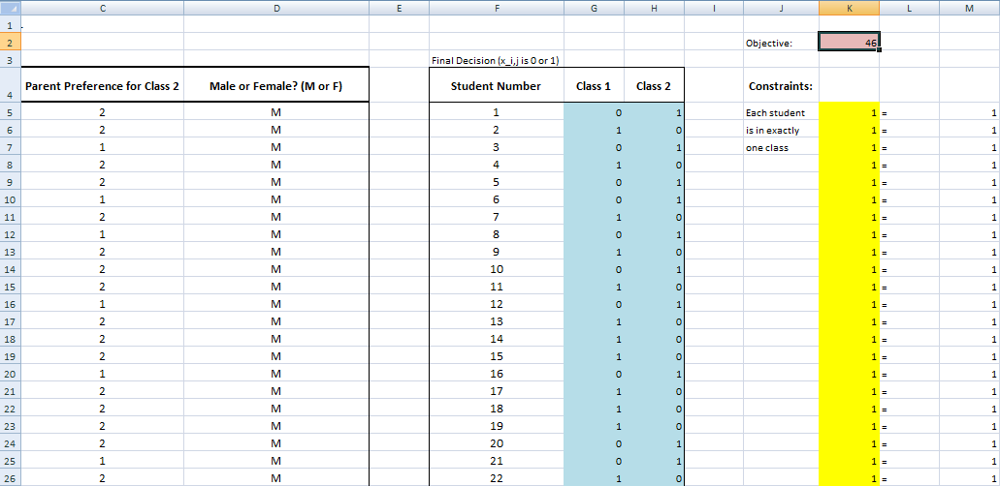 C D E F G H I J K L M
1 .
2 Objective: 46
3 Final Decision (x_i,j is 0 or 1)
4 Parent Preference for Class 2 Male or Female? (M or F) Student Number Class 1 Class 2 Constraints:
5 2 M 1 0 1 Each student 1 = 1
6 2 M 2 1 0 is in exactly 1 = 1
7 1 M 3 0 1 one class 1 = 1
8 2 M 4 1 0 1 = 1
9 2 M 5 0 1 1 = 1
10 1 M 6 0 1 1 = 1
11 2 M 7 1 0 1 = 1
12 1 M 8 0 1 1 = 1
13 2 M 9 1 0 1 = 1
14 2 M 10 0 1 1 = 1
15 2 M 11 1 0 1 = 1
16 1 M 12 0 1 1 = 1
17 2 M 13 1 0 1 = 1
18 2 M 14 1 0 1 = 1
19 2 M 15 1 0 1 = 1
20 1 M 16 0 1 1 = 1
21 2 M 17 1 0 1 = 1
22 2 M 18 1 0 1 = 1
23 2 M 19 1 0 1 = 1
24 2 M 20 0 1 1 = 1
25 1 M 21 0 1 1 = 1
26 2 M 22 1 0 1 = 1